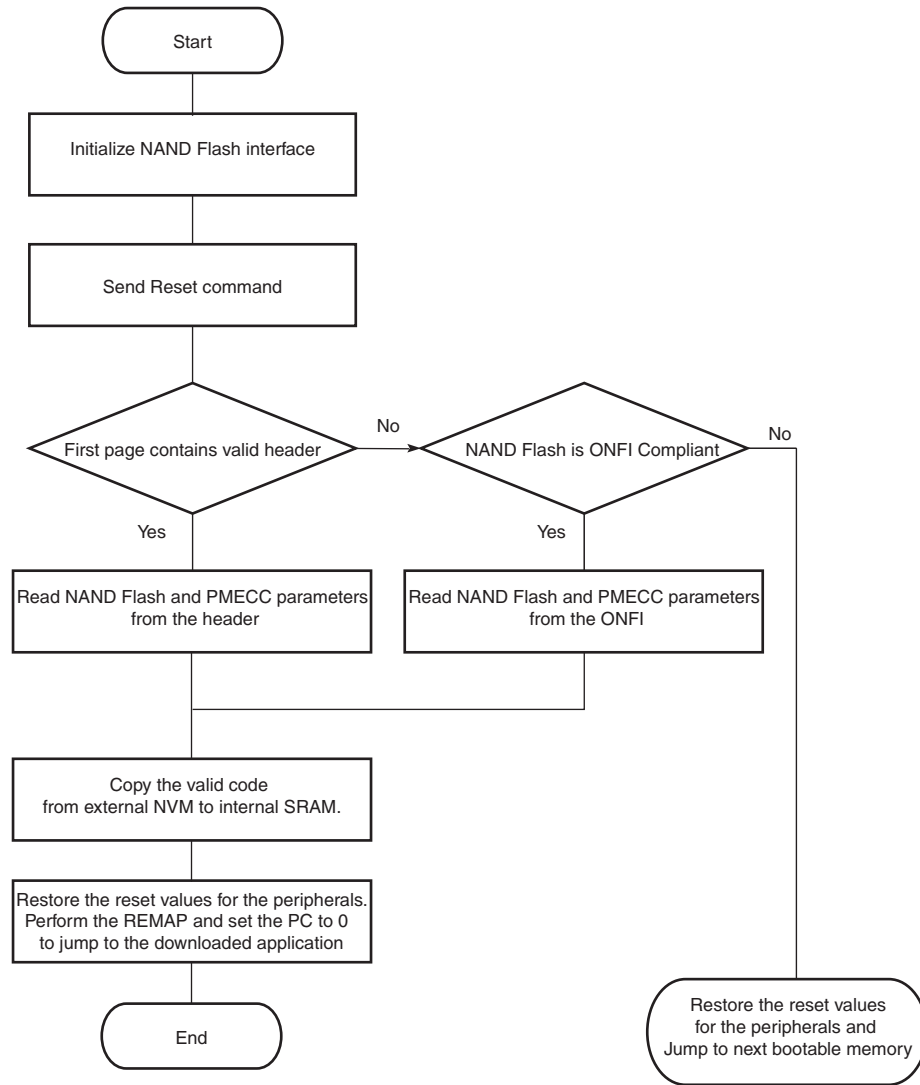 Start
Initialize NAND Flash interface
Send Reset command
First page contains valid header
No
NAND Flash is ONFI Compliant
No
Yes
Yes
Read NAND Flash and PMECC parameters
from the header
Read NAND Flash and PMECC parameters
from the ONFI
Copy the valid code
from external NVM to internal SRAM.
Restore the reset values for the peripherals.
Perform the REMAP and set the PC to 0
to jump to the downloaded application
End
Restore the reset values
for the peripherals and
Jump to next bootable memory